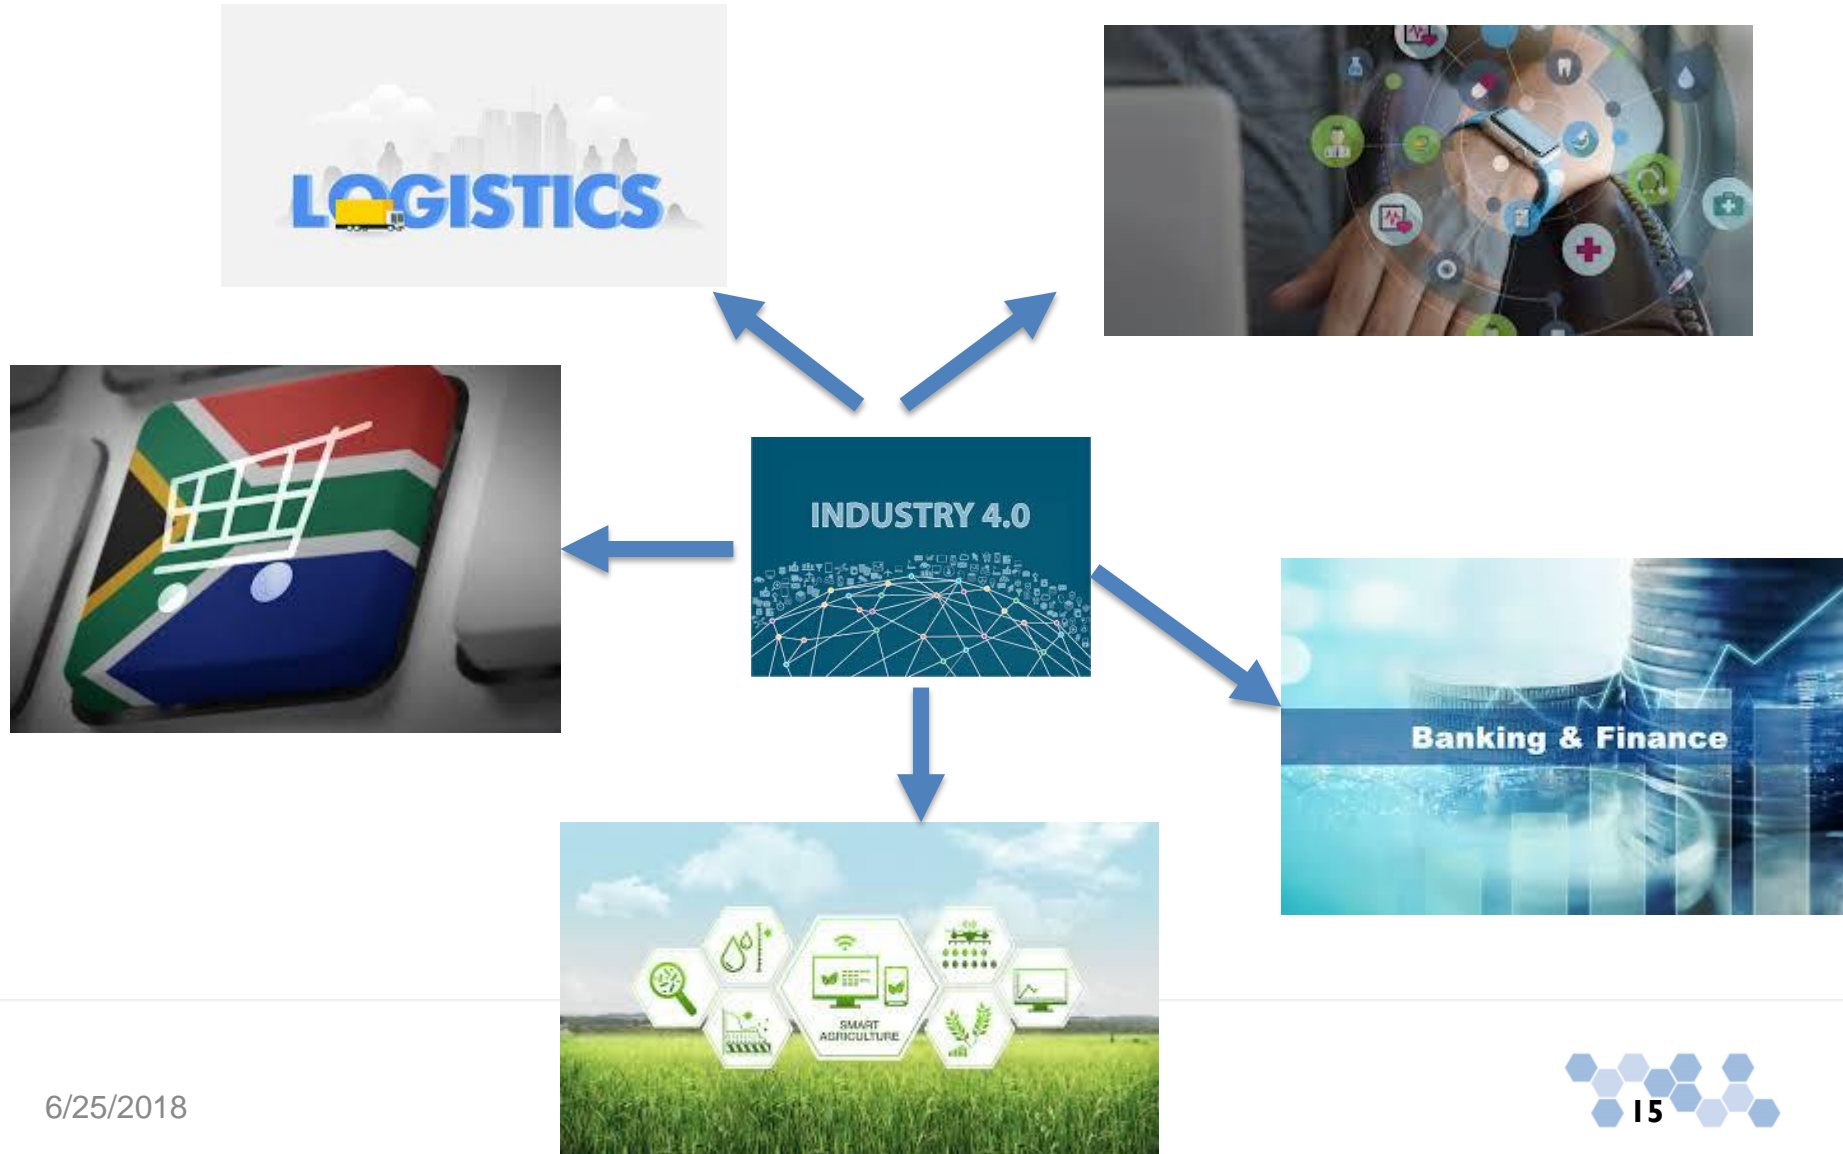 LOGISTICS
INDUSTRY 4.0
Banking & Finance
SMART
AGRICULTURE
6/25/2018
15